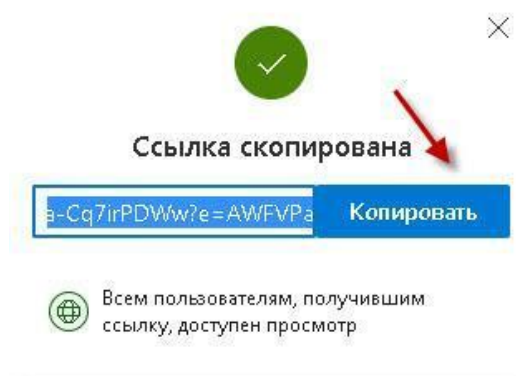 Ссылка скопирована
a-Cq7irPDWw?e=AWFVPa Копировать
Всем пользователям, получившим
ссылку, доступен просмотр